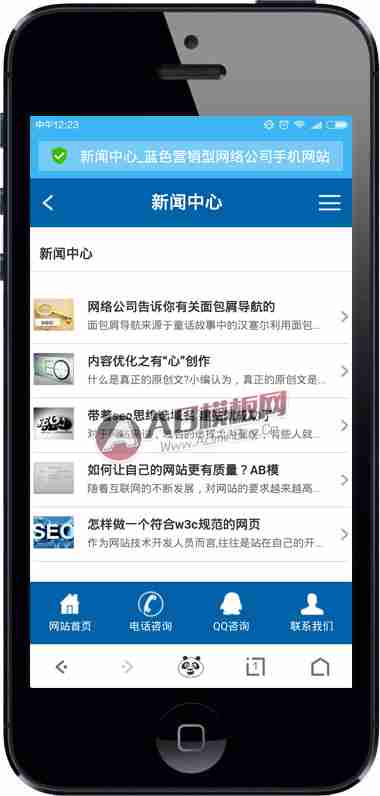 中午12:23
新闻中心_蓝色营销型网络公司手机网站
新闻中心
新闻中心
网络公司告诉你有关面包屑导航的
面包屑导航来源于童话故事中的汉塞尔利用面包...
内容优化之有“心”创作
什么是真正的原创文?小编认为，真正的原创文是...
带着seo思维
AB模板网
如何让自己的网站更有质量？AB模
随着互联网的不断发展，对网站的要求越来越高...
SEO
怎样做一个符合w3c规范的网页
作为网站技术开发人员而言,往往是站在自己的开...
网站首页 电话咨询 QQ咨询 联系我们
1